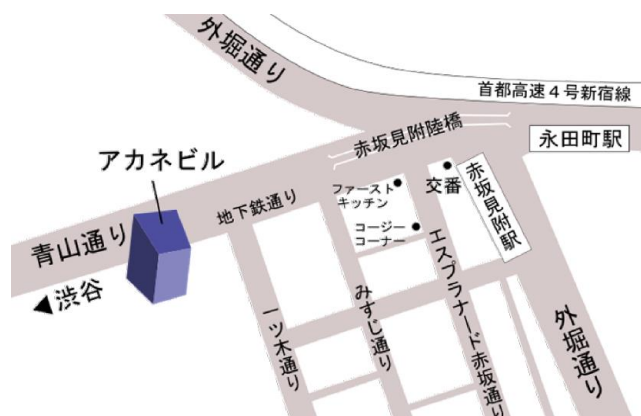 外堀通り
首都高速4号新宿線
赤坂見附陸橋
永田町駅
アカネビル
地下鉄通り
ファースト
キッチン
交番
赤坂見附駅
青山通り
コージー
コーナー
◀渋谷
一ツ木通り
みすじ通り
エスプラナード赤坂通り
外堀通り